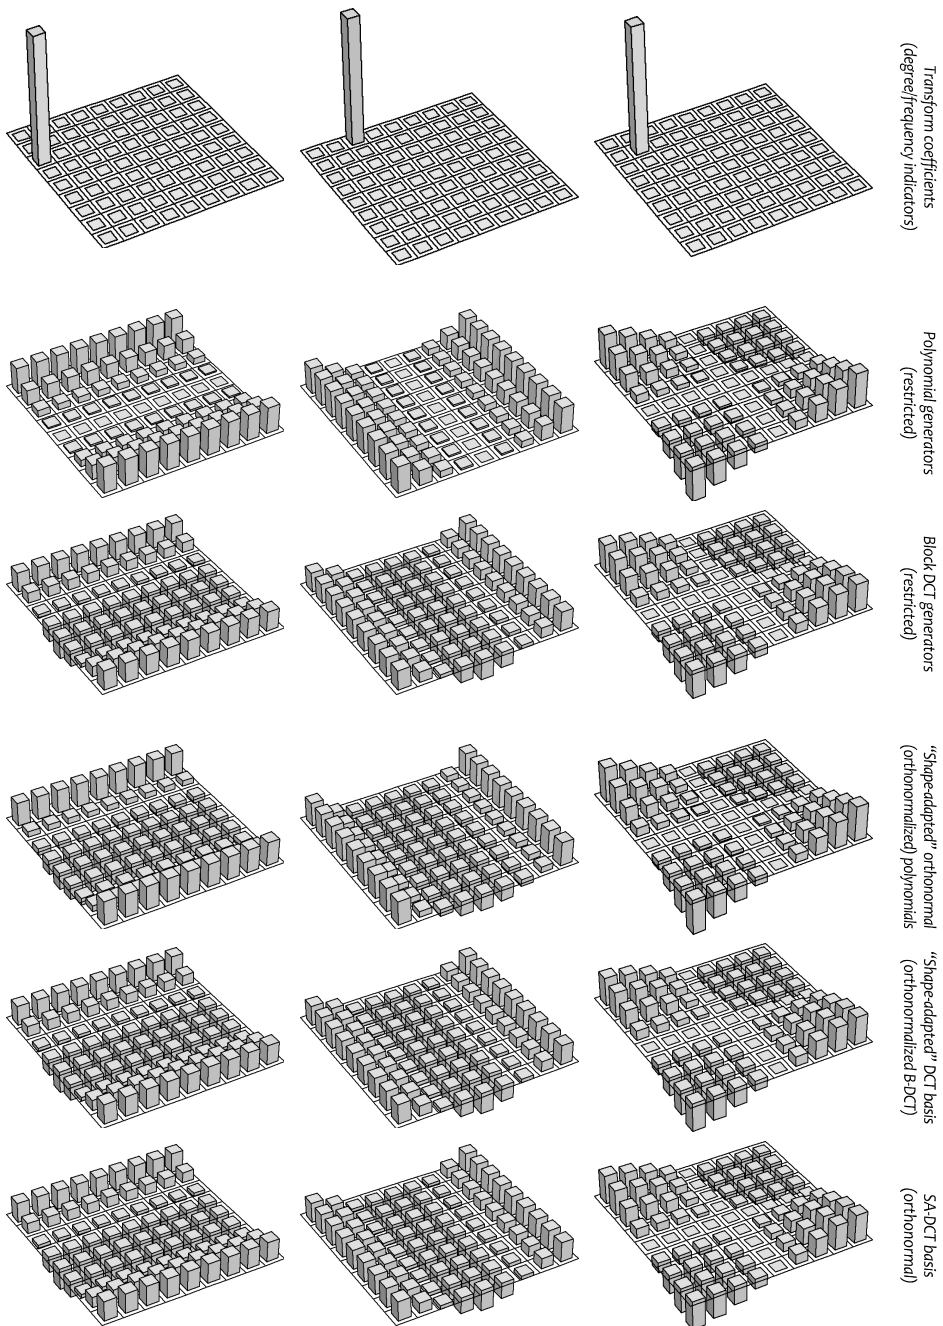 Transform coefficients
(degree/frequency indicators)
Polynomial generators
(restricted)
Block DCT generators
(restricted)
“Shape-adapted” orthonormal
(orthonormalized) polynomials
“Shape-adapted” DCT basis
(orthonormalized B-DCT)
SA-DCT basis
(orthonormal)